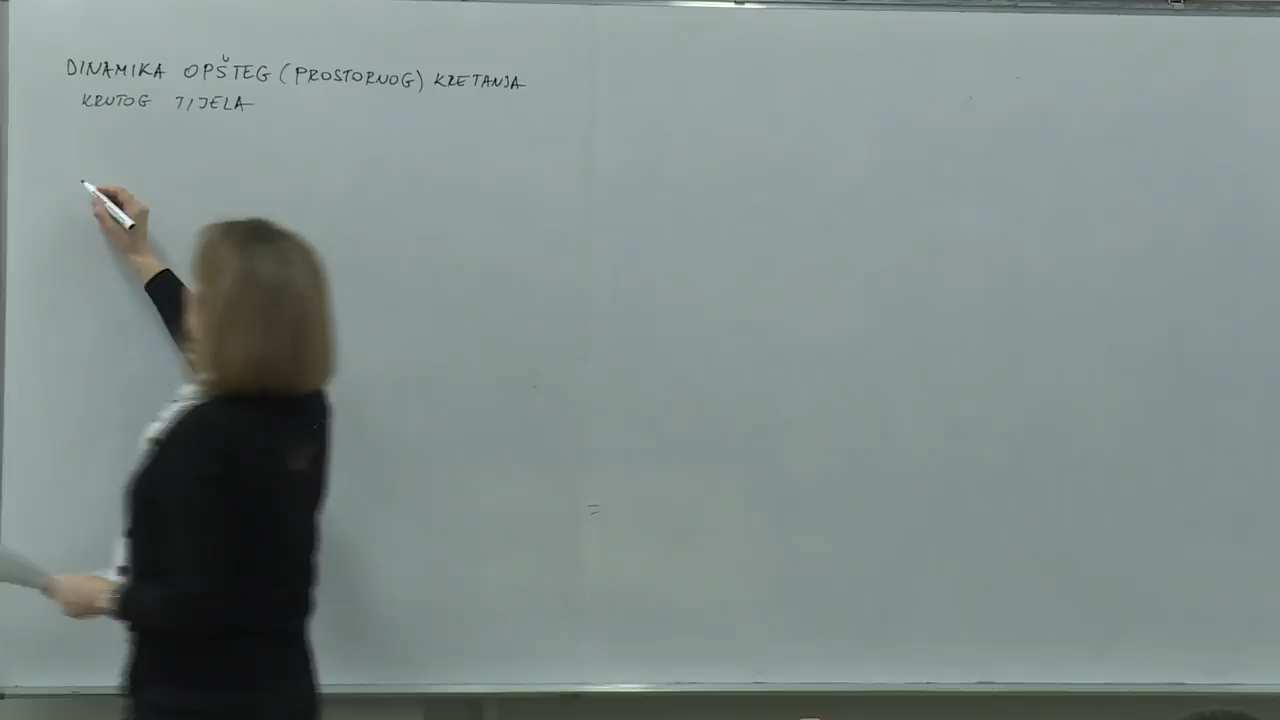 DINAMIKA OPŠTEG (PROSTORNOG) KRETANJA
KRUTOG TIJELA
=